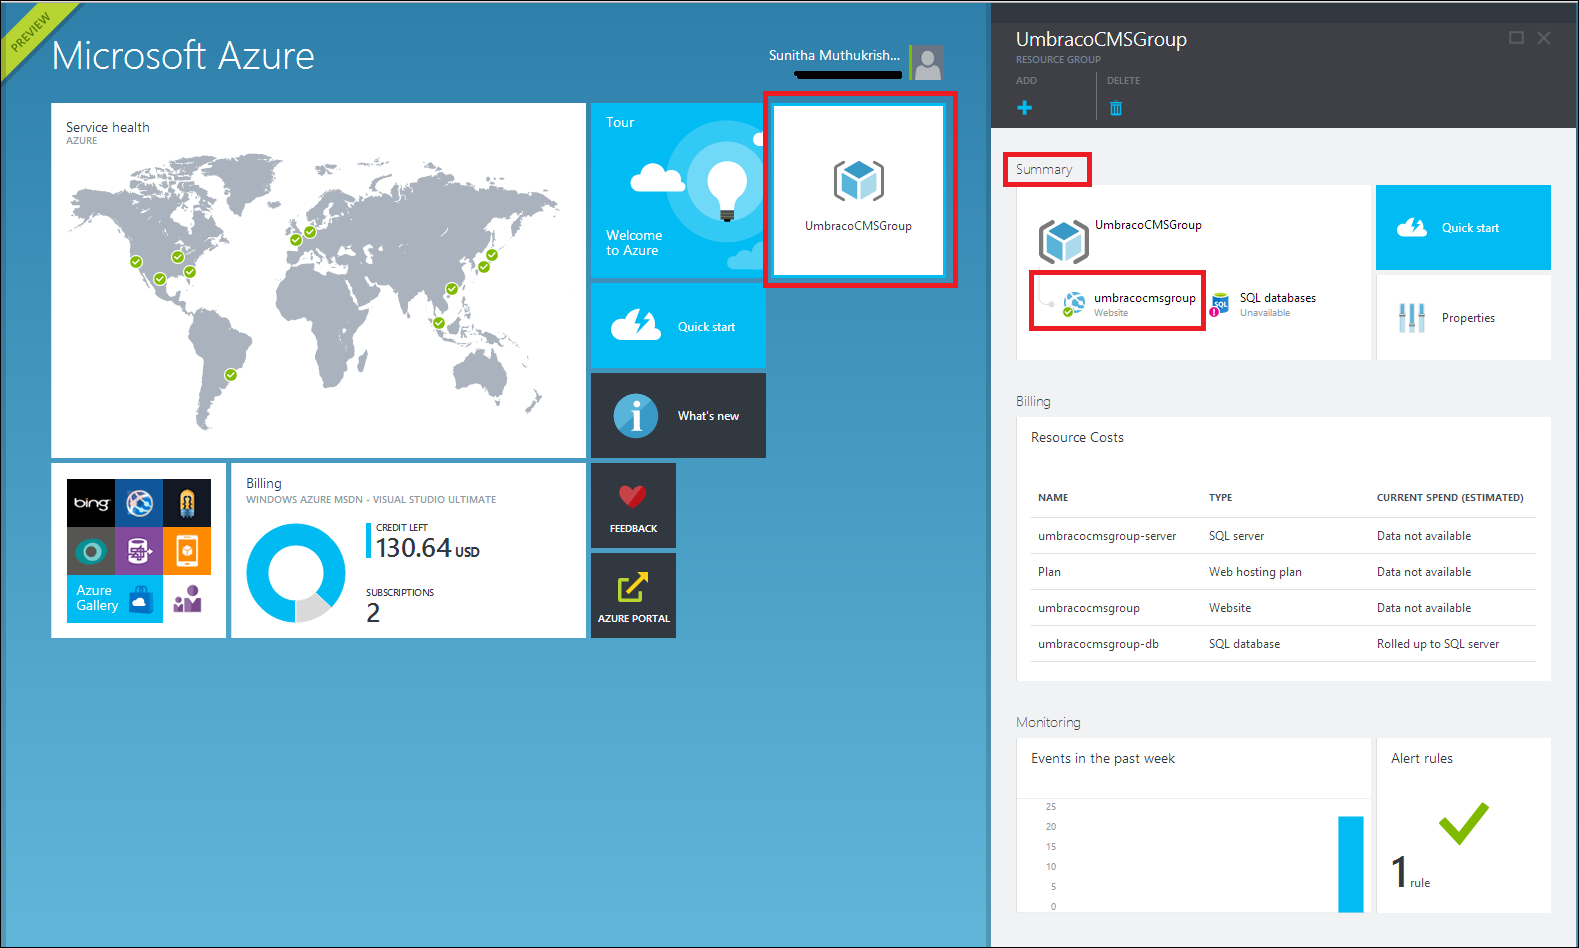 PREVIEW
Microsoft Azure
Sunitha Muthukrish...
Service health
AZURE
Tour
Welcome
to Azure
UmbracoCMSGroup
Quick start
What's new
bing
Azure
Gallery
Billing
WINDOWS AZURE MSDN - VISUAL STUDIO ULTIMATE
CREDIT LEFT
130.64 USD
SUBSCRIPTIONS
2
FEEDBACK
AZURE PORTAL
UmbracoCMSGroup
RESOURCE GROUP
ADD
DELETE
Summary
UmbracoCMSGroup
umbracocmsgroup
Website
SQL
SQL databases
Unavailable
Quick start
Properties
Billing
Resource Costs
NAME TYPE CURRENT SPEND (ESTIMATED)
umbracocmsgroup-server SQL server Data not available
Plan Web hosting plan Data not available
umbracocmsgroup Website Data not available
umbracocmsgroup-db SQL database Rolled up to SQL server
Monitoring
Events in the past week
25
20
15
10
5
0
Alert rules
1 rule